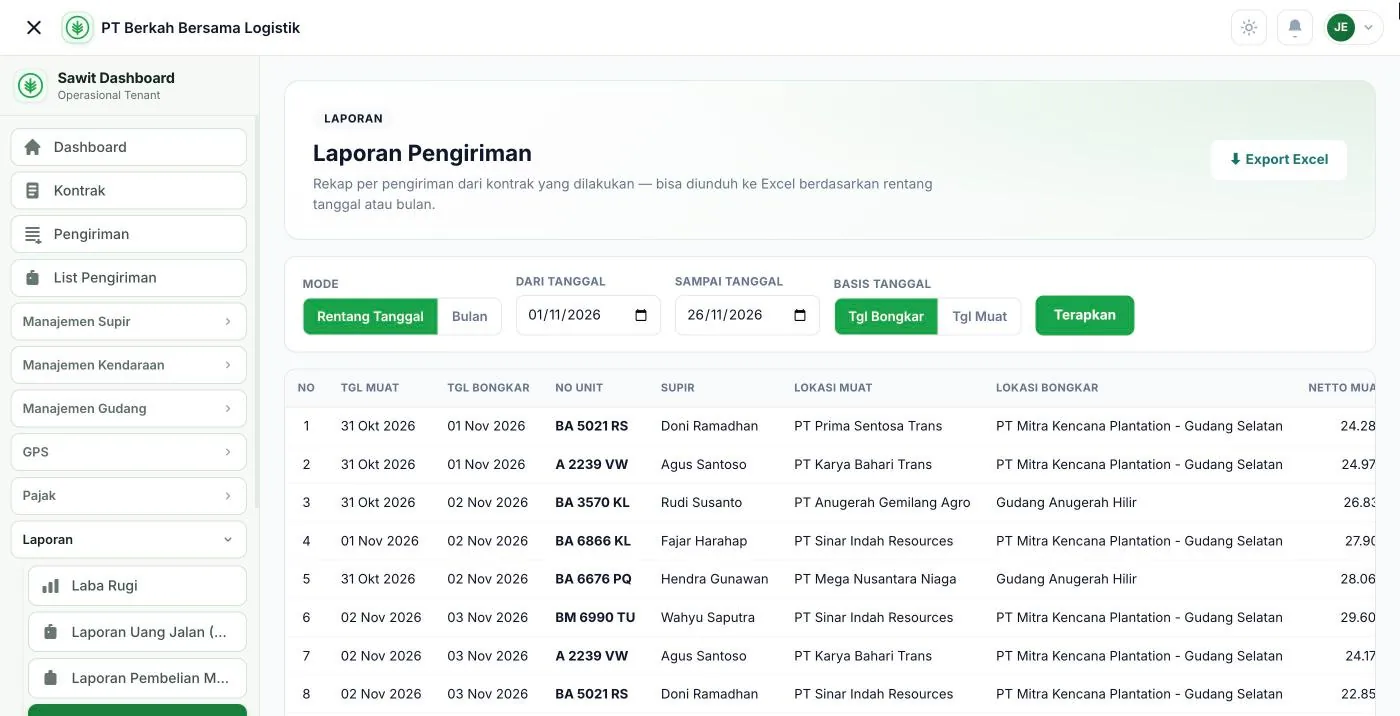 PT Berkah Bersama Logistik
JE
Sawit Dashboard
Operasional Tenant
Dashboard
Kontrak
Pengiriman
List Pengiriman
Manajemen Supir
Manajemen Kendaraan
Manajemen Gudang
GPS
Pajak
Laporan
Laba Rugi
Laporan Uang Jalan (...
Laporan Pembelian M...
LAPORAN
Laporan Pengiriman
Rekap per pengiriman dari kontrak yang dilakukan — bisa diunduh ke Excel berdasarkan rentang
tanggal atau bulan.
Export Excel
MODE
Rentang Tanggal Bulan
DARI TANGGAL
01/11/2026
SAMPAI TANGGAL
26/11/2026
BASIS TANGGAL
Tgl Bongkar Tgl Muat
Terapkan
NO TGL MUAT TGL BONGKAR NO UNIT SUPIR LOKASI MUAT LOKASI BONGKAR NETTO MUA
1 31 Okt 2026 01 Nov 2026 BA 5021 RS Doni Ramadhan PT Prima Sentosa Trans PT Mitra Kencana Plantation - Gudang Selatan 24.28
2 31 Okt 2026 01 Nov 2026 A 2239 VW Agus Santoso PT Karya Bahari Trans PT Mitra Kencana Plantation - Gudang Selatan 24.97
3 31 Okt 2026 02 Nov 2026 BA 3570 KL Rudi Susanto PT Anugerah Gemilang Agro Gudang Anugerah Hilir 26.83
4 01 Nov 2026 02 Nov 2026 BA 6866 KL Fajar Harahap PT Sinar Indah Resources PT Mitra Kencana Plantation - Gudang Selatan 27.90
5 31 Okt 2026 02 Nov 2026 BA 6676 PQ Hendra Gunawan PT Mega Nusantara Niaga Gudang Anugerah Hilir 28.06
6 02 Nov 2026 03 Nov 2026 BM 6990 TU Wahyu Saputra PT Sinar Indah Resources PT Mitra Kencana Plantation - Gudang Selatan 29.60
7 02 Nov 2026 03 Nov 2026 A 2239 VW Agus Santoso PT Karya Bahari Trans PT Mitra Kencana Plantation - Gudang Selatan 24.17
8 02 Nov 2026 03 Nov 2026 BA 5021 RS Doni Ramadhan PT Sinar Indah Resources PT Mitra Kencana Plantation - Gudang Selatan 22.85